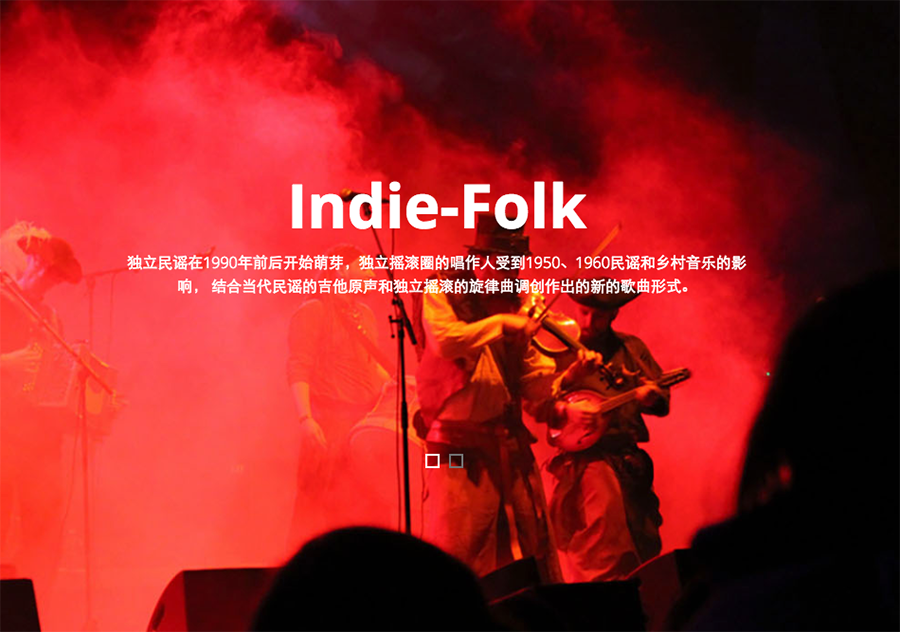 Indie-Folk
独立民谣在1990年前后开始萌芽，独立摇滚圈的唱作人受到1950、1960民谣和乡村音乐的影
响， 结合当代民谣的吉他原声和独立摇滚的旋律曲调创作出的新的歌曲形式。